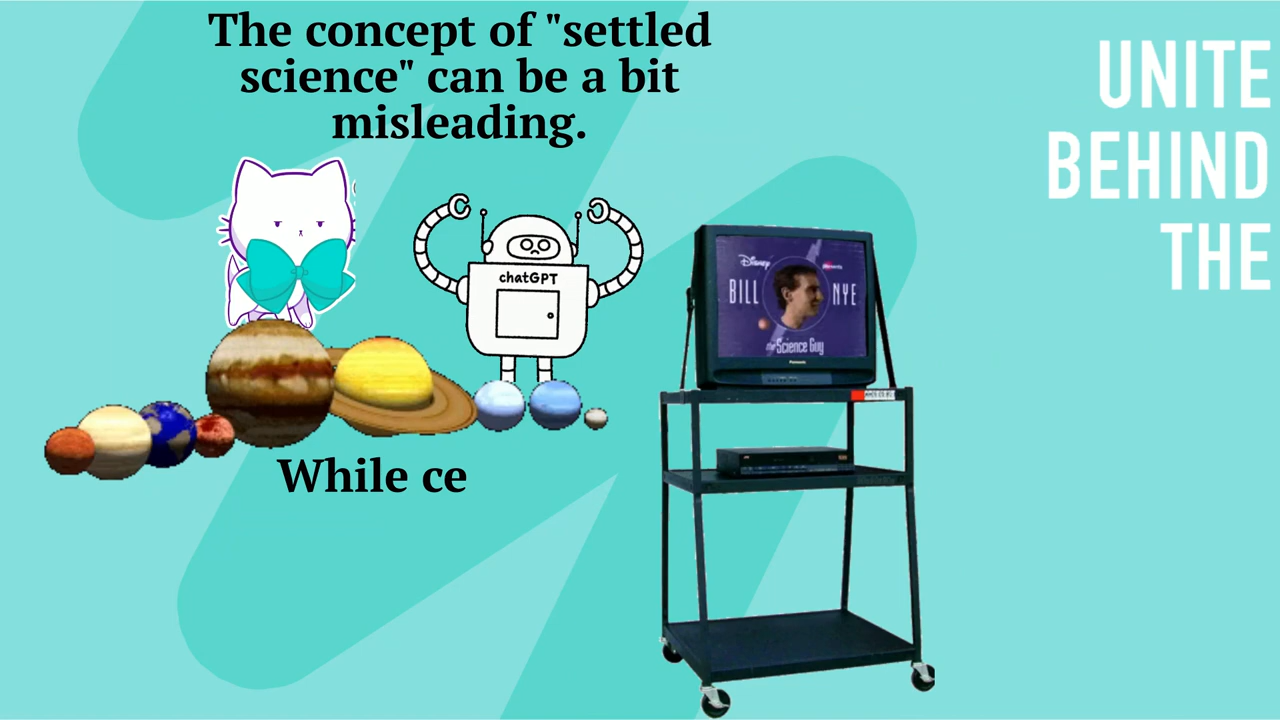 The concept of "settled
science" can be a bit
misleading.
UNITE
BEHIND
THE
chatGPT
Disney
BILL NYE
the Science Guy
Panasonic
While ce